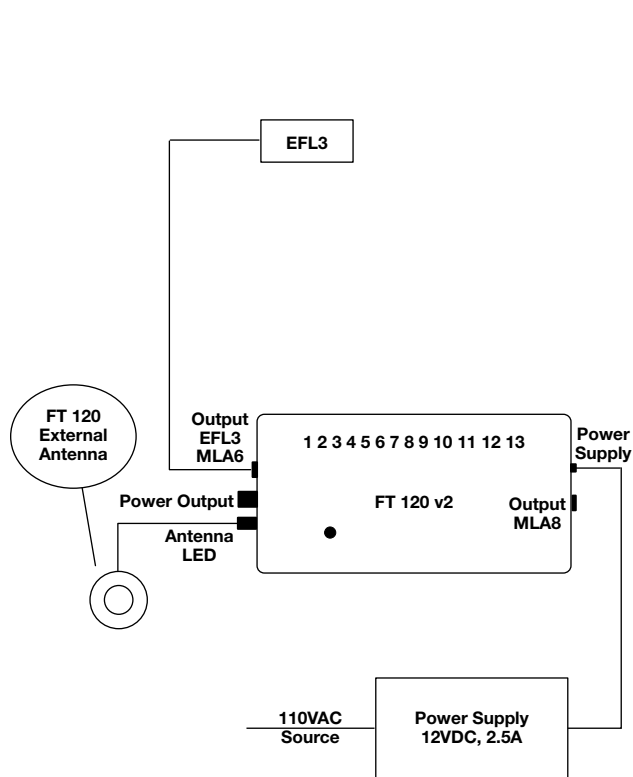 EFL3
FT 120
External
Antenna
Output
EFL3
MLA6
1 2 3 4 5 6 7 8 9 10 11 12 13
Power
Supply
Power Output
FT 120 v2
Output
MLA8
Antenna
LED
110VAC
Source
Power Supply
12VDC, 2.5A